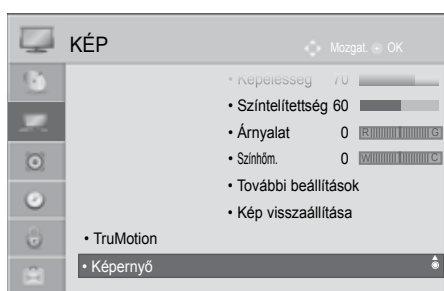 KÉP
Mozgat. OK
• Képélesség 70
• Színtelítettség 60
• Árnyalat 0 R G
• Színhőm. 0 W C
• További beállítások
• Kép visszaállítása
• TruMotion
• Képernyő